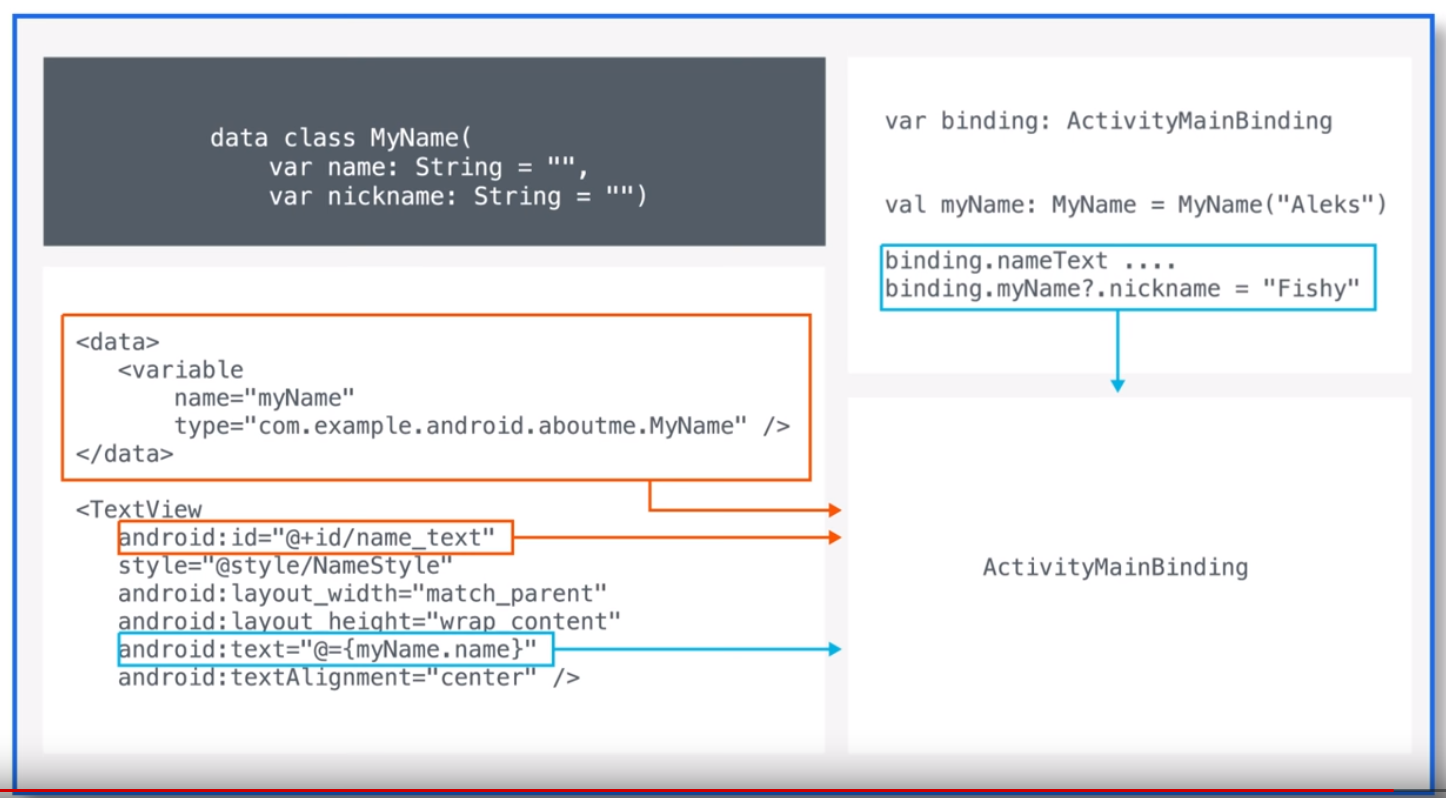 data class MyName(
    var name: String = "",
    var nickname: String = "")
<data>
   <variable
       name="myName"
       type="com.example.android.aboutme.MyName" />
</data>
<TextView
   android:id="@+id/name_text"
   style="@style/NameStyle"
   android:layout_width="match_parent"
   android:layout_height="wrap_content"
   android:text="@={myName.name}"
   android:textAlignment="center" />
var binding: ActivityMainBinding
val myName: MyName = MyName("Aleks")
binding.nameText ....
binding.myName?.nickname = "Fishy"
ActivityMainBinding